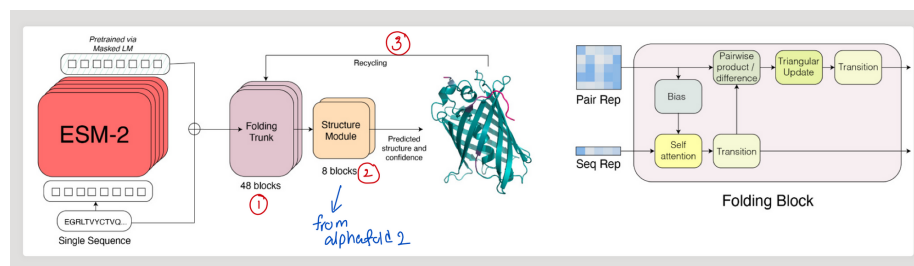 Pretrained via
Masked LM
ESM-2
EGRLTVYCTVQ...
Single Sequence
3
Recycling
Folding
Trunk
48 blocks
1
Structure
Module
8 blocks
2
from
alphafold 2
Predicted
structure and
confidence
Pair Rep
Seq Rep
Bias
Self
attention
Pairwise
product /
difference
Transition
Triangular
Update
Transition
Folding Block